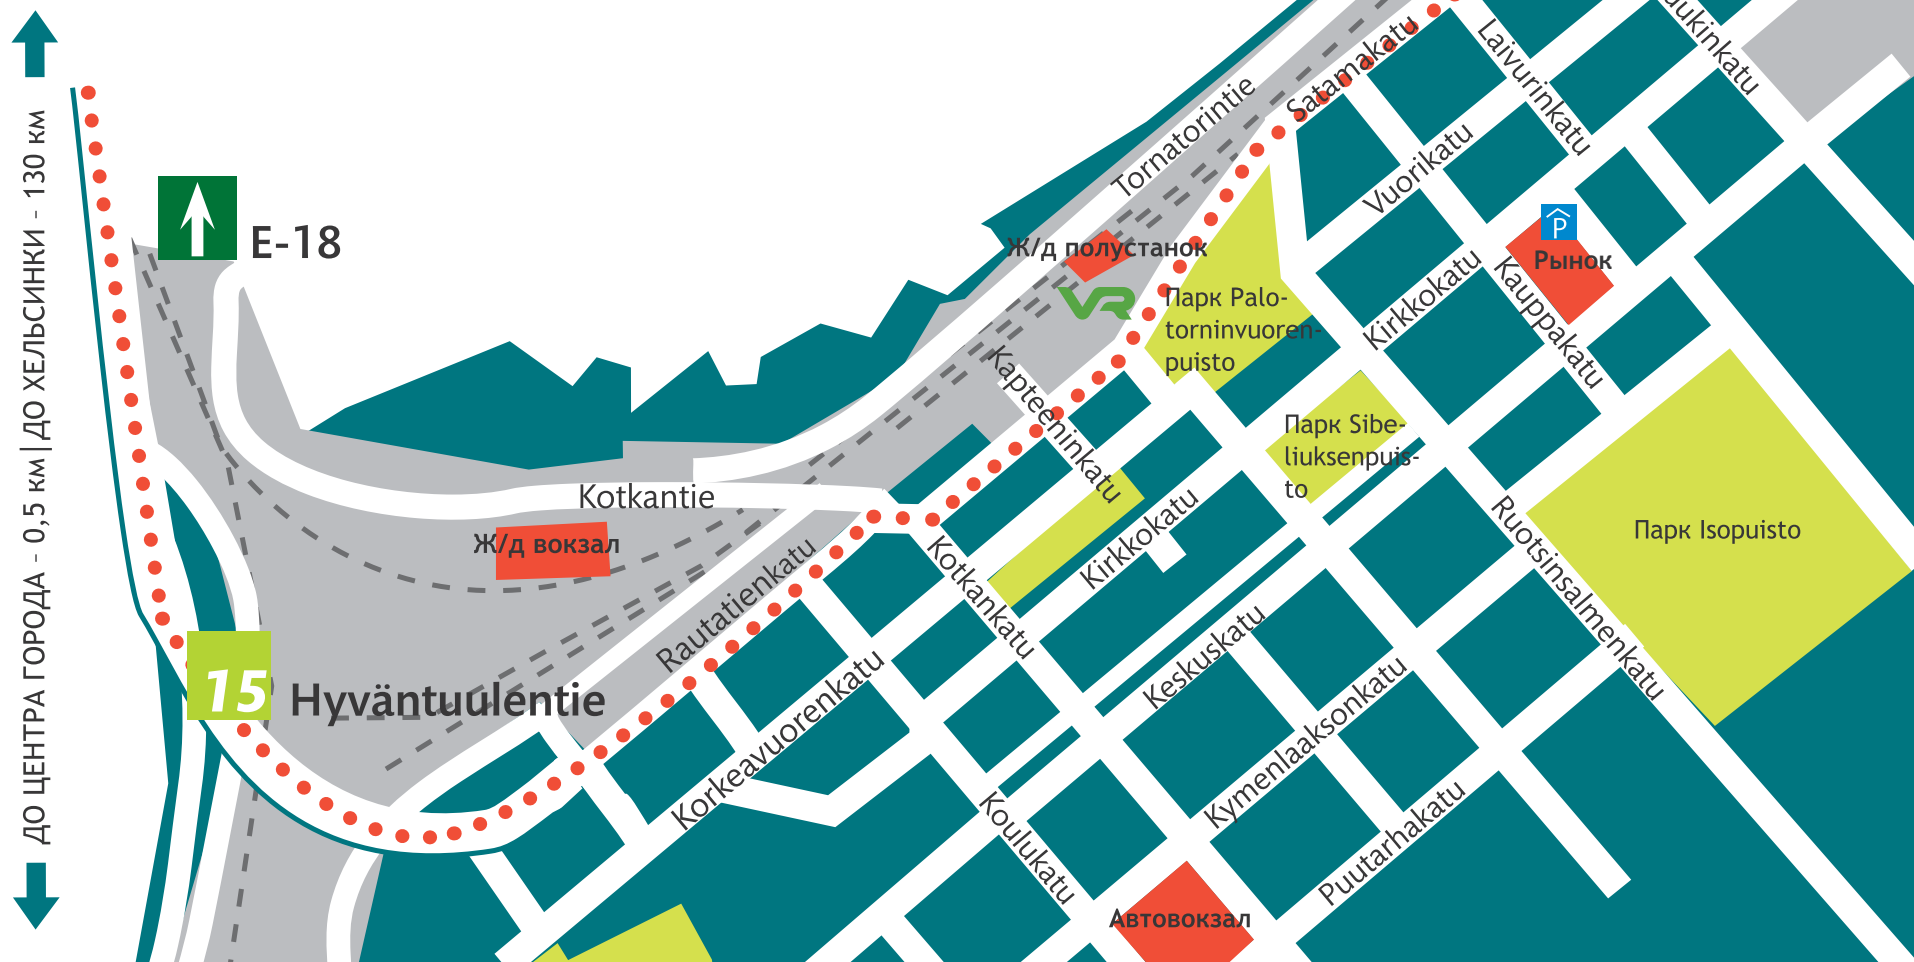 ДО ЦЕНТРА ГОРОДА - 0,5 км|ДО ХЕЛЬСИНКИ - 130 км
E-18
15
Hyväntuulentie
Kotkantie
Ж/д вокзал
Rautatienkatu
Tornatorintie
Ж/д полустанок
VR
Satamakatu
Laivurinkatu
Vuorikatu
Парк Palo-
torninvuoren-
puisto
Kirkkokatu
Kauppakatu
P
Рынок
Kapteeninkatu
Парк Sibe-
liuksenpuis-
to
Kirkkokatu
Kotkankatu
Korkeavuorenkatu
Keskuskatu
Kymenlaaksonkatu
Ruotsinsalmenkatu
Парк Isopuisto
Koulukatu
Puutarhakatu
Автовокзал